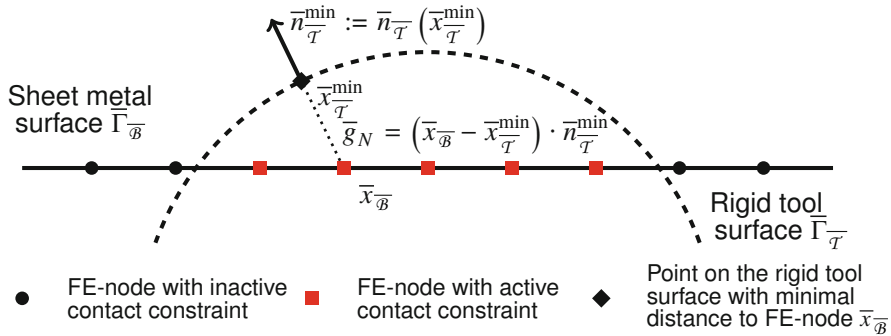 n̅_𝒯̅^min := n̅_𝒯̅ (x̅_𝒯̅^min)
x̅_𝒯̅^min
Sheet metal
surface Γ̅_ℬ̅
g̅_N = (x̅_ℬ̅ − x̅_𝒯̅^min) · n̅_𝒯̅^min
x̅_ℬ̅
Rigid tool
surface Γ̅_𝒯̅
FE-node with inactive
contact constraint
FE-node with active
contact constraint
Point on the rigid tool
surface with minimal
distance to FE-node x̅_ℬ̅